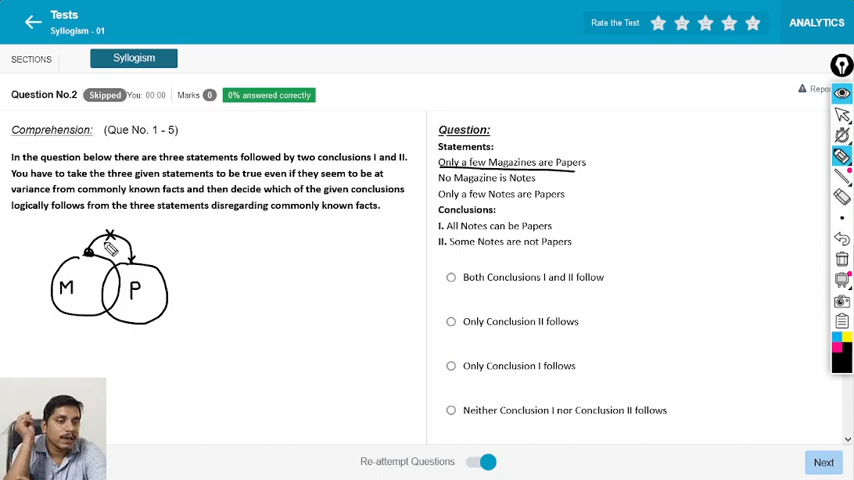 Tests
Syllogism - 01
Rate the Test
ANALYTICS
SECTIONS
Syllogism
Question No.2 Skipped You: 00:00 Marks 0 0% answered correctly
Comprehension: (Que No. 1 - 5)
In the question below there are three statements followed by two conclusions I and II.
You have to take the three given statements to be true even if they seem to be at
variance from commonly known facts and then decide which of the given conclusions
logically follows from the three statements disregarding commonly known facts.
M P
Question:
Statements:
Only a few Magazines are Papers
No Magazine is Notes
Only a few Notes are Papers
Conclusions:
I. All Notes can be Papers
II. Some Notes are not Papers
Both Conclusions I and II follow
Only Conclusion II follows
Only Conclusion I follows
Neither Conclusion I nor Conclusion II follows
Re-attempt Questions
Next